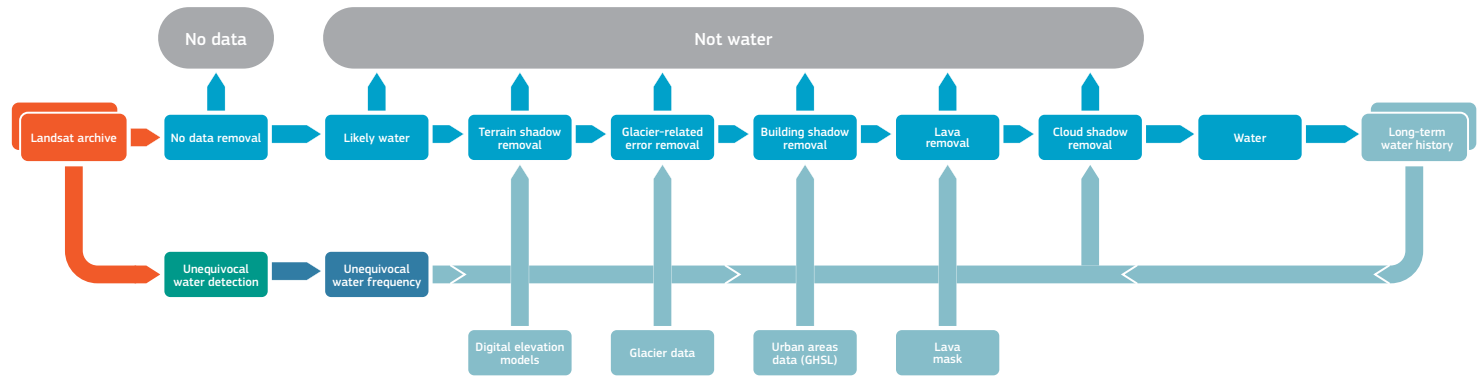 No data
Not water
Landsat archive
No data removal
Likely water
Terrain shadow
removal
Glacier-related
error removal
Building shadow
removal
Lava
removal
Cloud shadow
removal
Water
Long-term
water history
Unequivocal
water detection
Unequivocal
water frequency
Digital elevation
models
Glacier data
Urban areas
data (GHSL)
Lava
mask